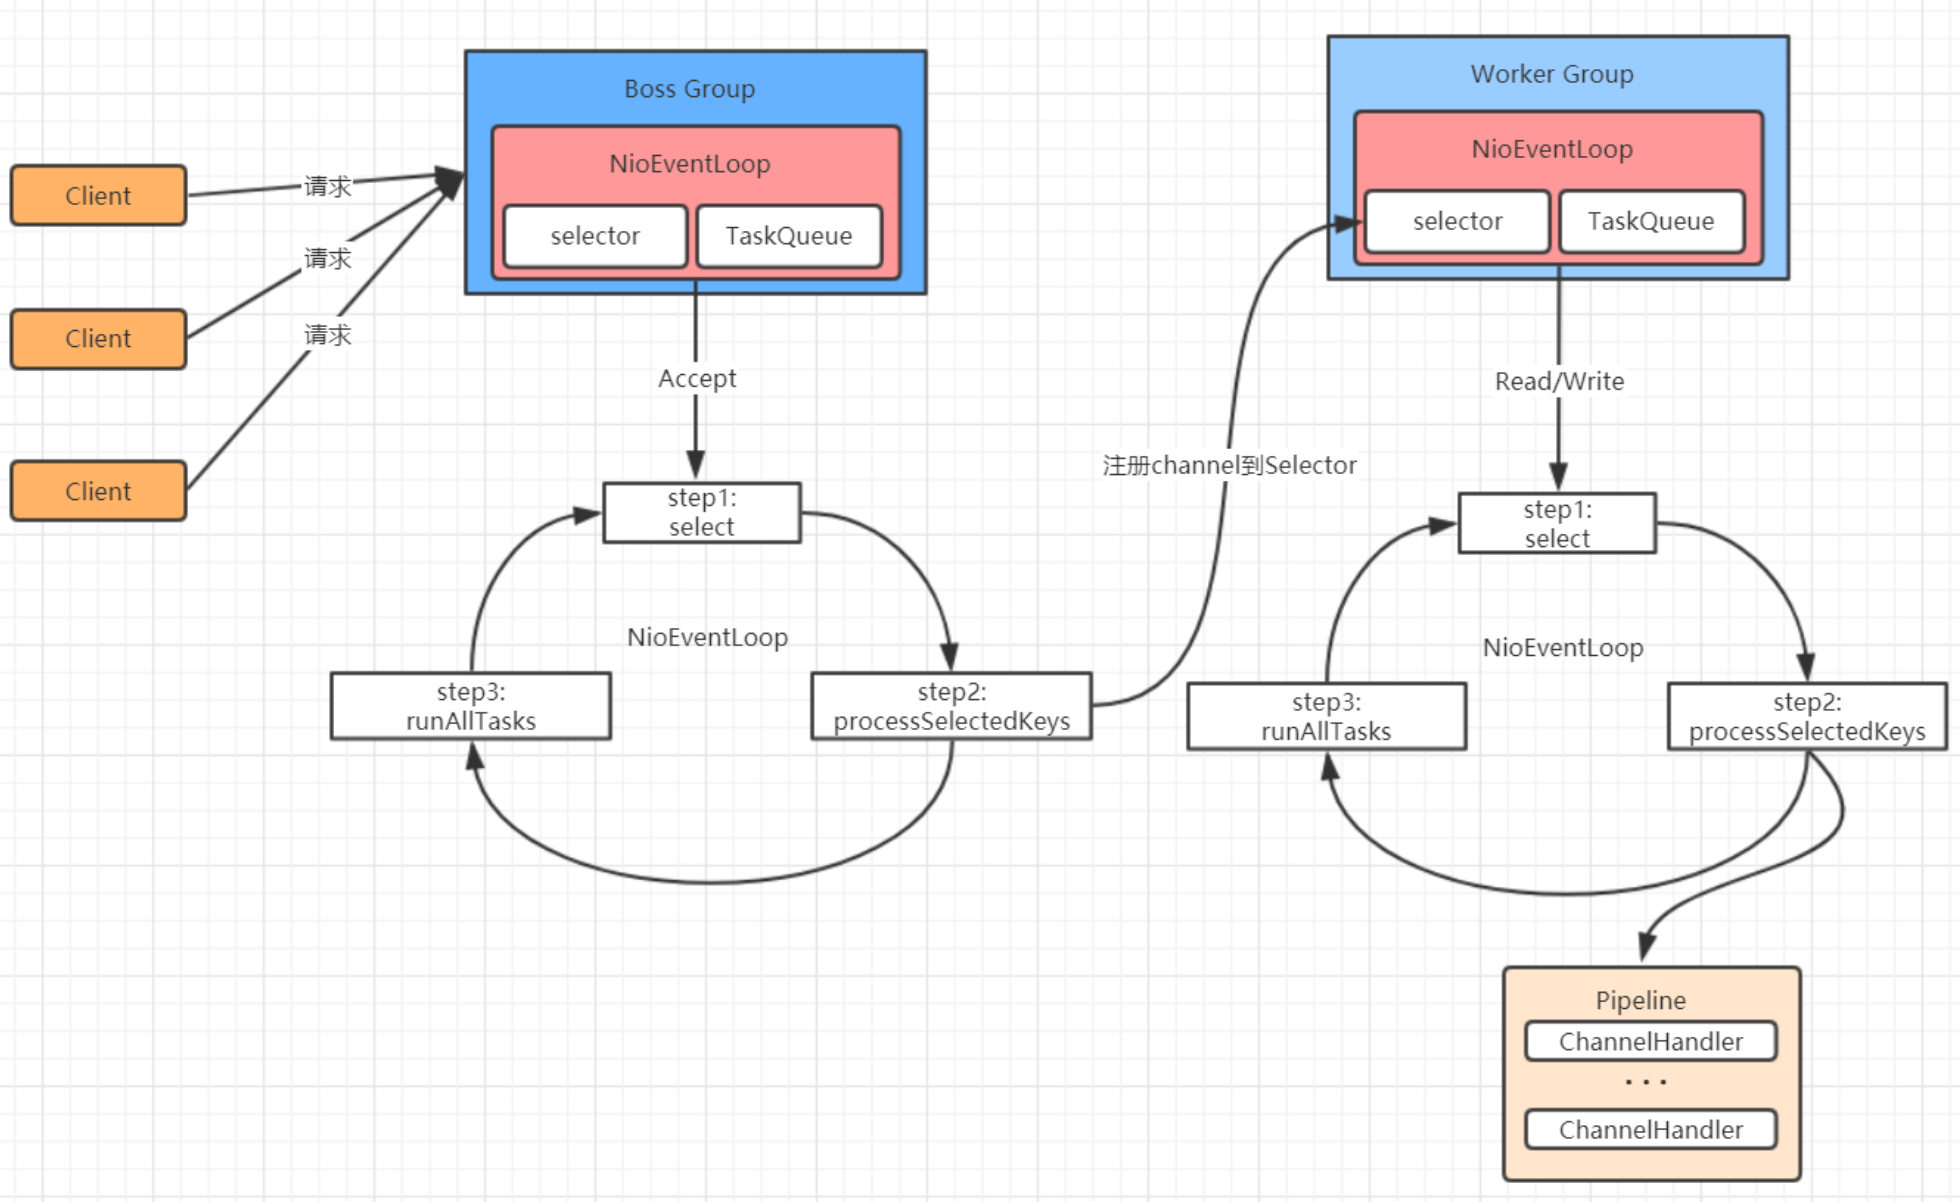 Client
请求
Client
请求
Client
请求
Boss Group
NioEventLoop
selector
TaskQueue
Accept
step1:
select
NioEventLoop
step2:
processSelectedKeys
step3:
runAllTasks
注册channel到Selector
Worker Group
NioEventLoop
selector
TaskQueue
Read/Write
step1:
select
NioEventLoop
step2:
processSelectedKeys
step3:
runAllTasks
Pipeline
ChannelHandler
...
ChannelHandler